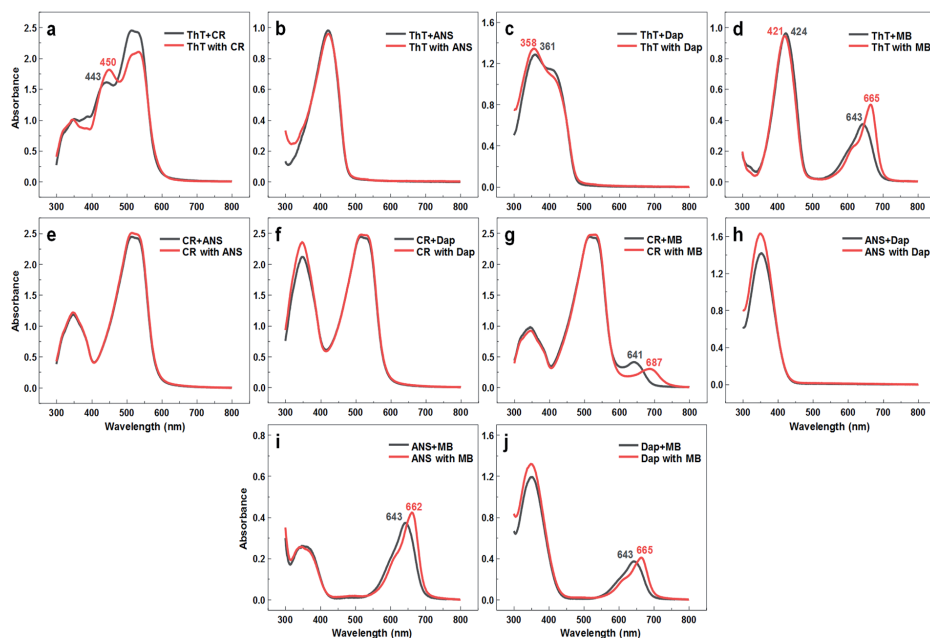 a
ThT+CR
ThT with CR
443
450
2.5
2.0
1.5
1.0
0.5
0.0
300 400 500 600 700 800
Absorbance
b
ThT+ANS
ThT with ANS
1.0
0.8
0.6
0.4
0.2
0.0
300 400 500 600 700 800
c
ThT+Dap
ThT with Dap
358
361
1.6
1.2
0.8
0.4
0.0
300 400 500 600 700 800
d
ThT+MB
ThT with MB
421
424
643
665
1.0
0.8
0.6
0.4
0.2
0.0
300 400 500 600 700 800
e
CR+ANS
CR with ANS
2.5
2.0
1.5
1.0
0.5
0.0
300 400 500 600 700 800
Absorbance
Wavelength (nm)
f
CR+Dap
CR with Dap
2.5
2.0
1.5
1.0
0.5
0.0
300 400 500 600 700 800
g
CR+MB
CR with MB
641
687
2.5
2.0
1.5
1.0
0.5
0.0
300 400 500 600 700 800
h
ANS+Dap
ANS with Dap
1.6
1.2
0.8
0.4
0.0
300 400 500 600 700 800
Wavelength (nm)
i
ANS+MB
ANS with MB
643
662
0.8
0.6
0.4
0.2
0.0
300 400 500 600 700 800
Absorbance
Wavelength (nm)
j
Dap+MB
Dap with MB
643
665
1.6
1.2
0.8
0.4
0.0
300 400 500 600 700 800
Wavelength (nm)